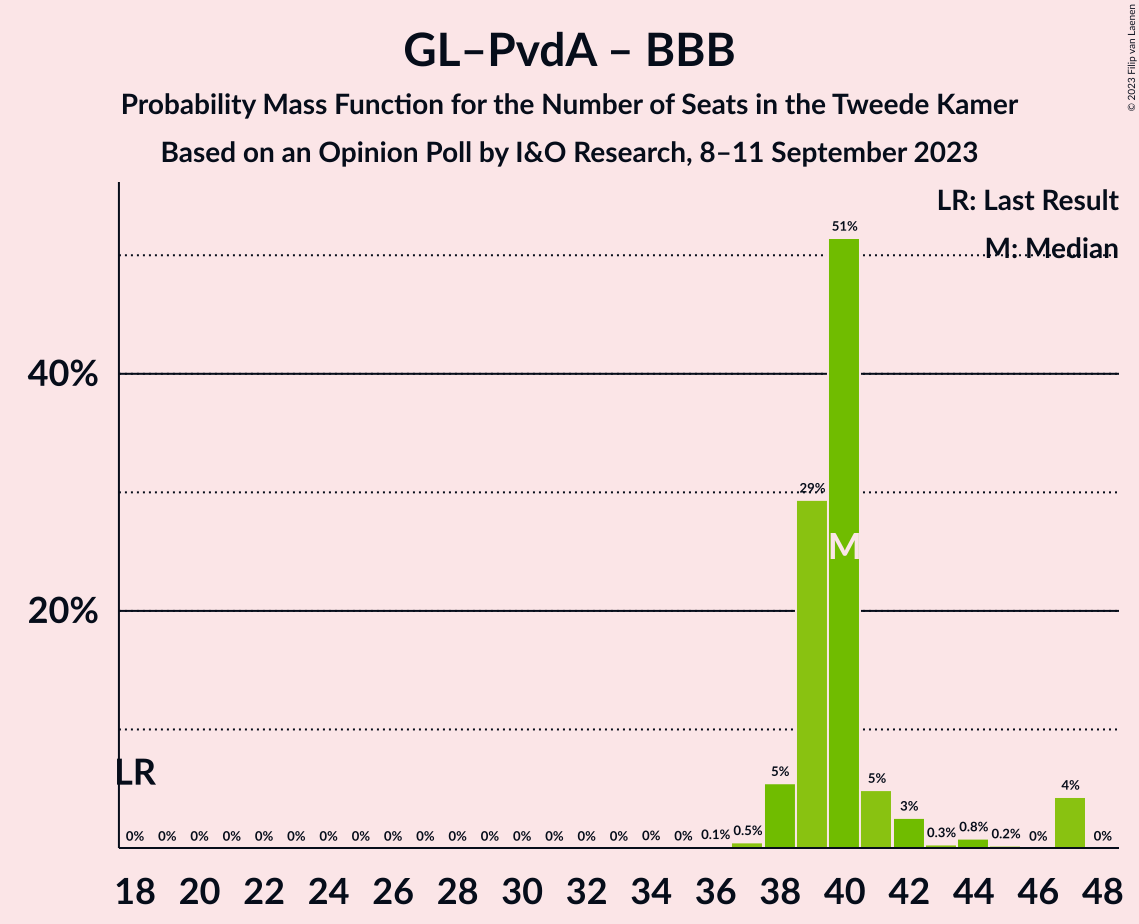 GL–PvdA – BBB
Probability Mass Function for the Number of Seats in the Tweede Kamer
Based on an Opinion Poll by I&O Research, 8–11 September 2023
© 2023 Filip van Laenen
LR: Last Result
M: Median
51%
40%
29%
M
20%
LR
0% 0% 0% 0% 0% 0% 0% 0% 0% 0% 0% 0% 0% 0% 0% 0% 0% 0% 0.1% 0.5% 5% 5% 3% 0.3% 0.8% 0.2% 0% 4% 0%
18 20 22 24 26 28 30 32 34 36 38 40 42 44 46 48